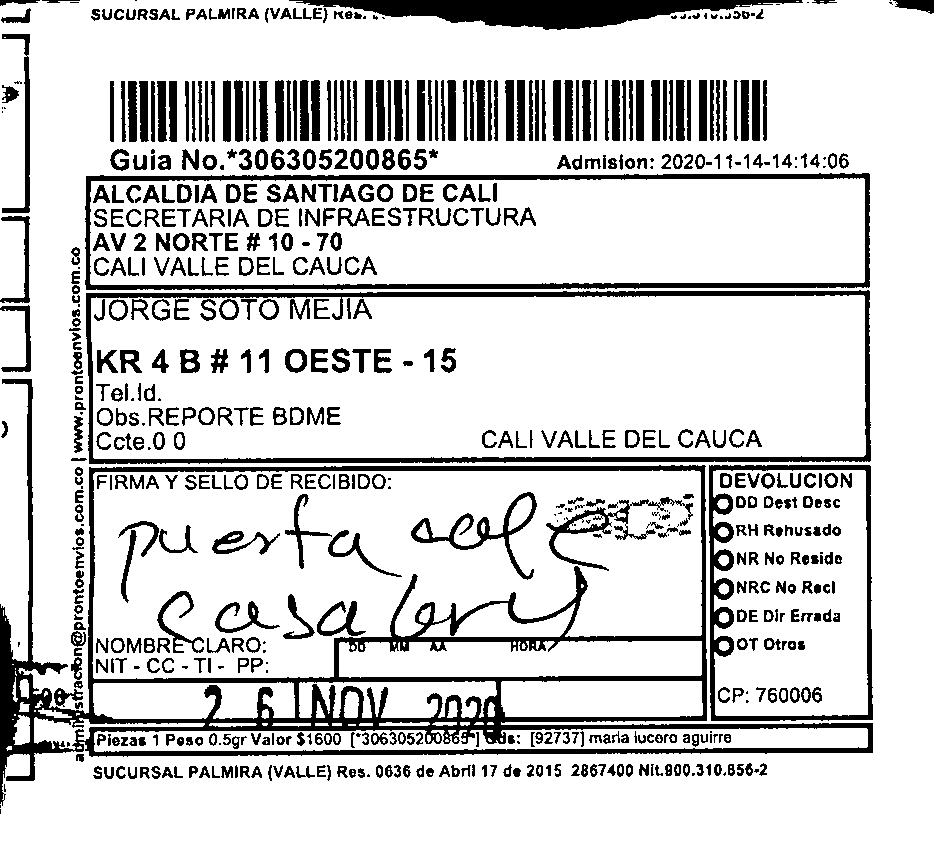 SUCURSAL PALMIRA (VALLE) Res.
Guia No.*306305200865*
Admision: 2020-11-14-14:14:06
ALCALDIA DE SANTIAGO DE CALI
SECRETARIA DE INFRAESTRUCTURA
AV 2 NORTE # 10 - 70
CALI VALLE DEL CAUCA
JORGE SOTO MEJIA
KR 4 B # 11 OESTE - 15
Tel.Id.
Obs.REPORTE BDME
Ccte.0 0
CALI VALLE DEL CAUCA
administracion@prontoenvios.com.co | www.prontoenvios.com.co
FIRMA Y SELLO DE RECIBIDO:
puerta cafe
casa
NOMBRE CLARO:
NIT - CC - TI - PP:
DD MM AA HORA
26 NOV 2020
DEVOLUCION
DD Dest Desc
RH Rehusado
NR No Reside
NRC No Recl
DE Dir Errada
OT Otros
CP: 760006
Piezas 1 Peso 0.5gr Valor $1600 [*306305200865*] Gds: [92737] maria lucero aguirre
SUCURSAL PALMIRA (VALLE) Res. 0636 de Abril 17 de 2015 2867400 Nit.900.310.856-2